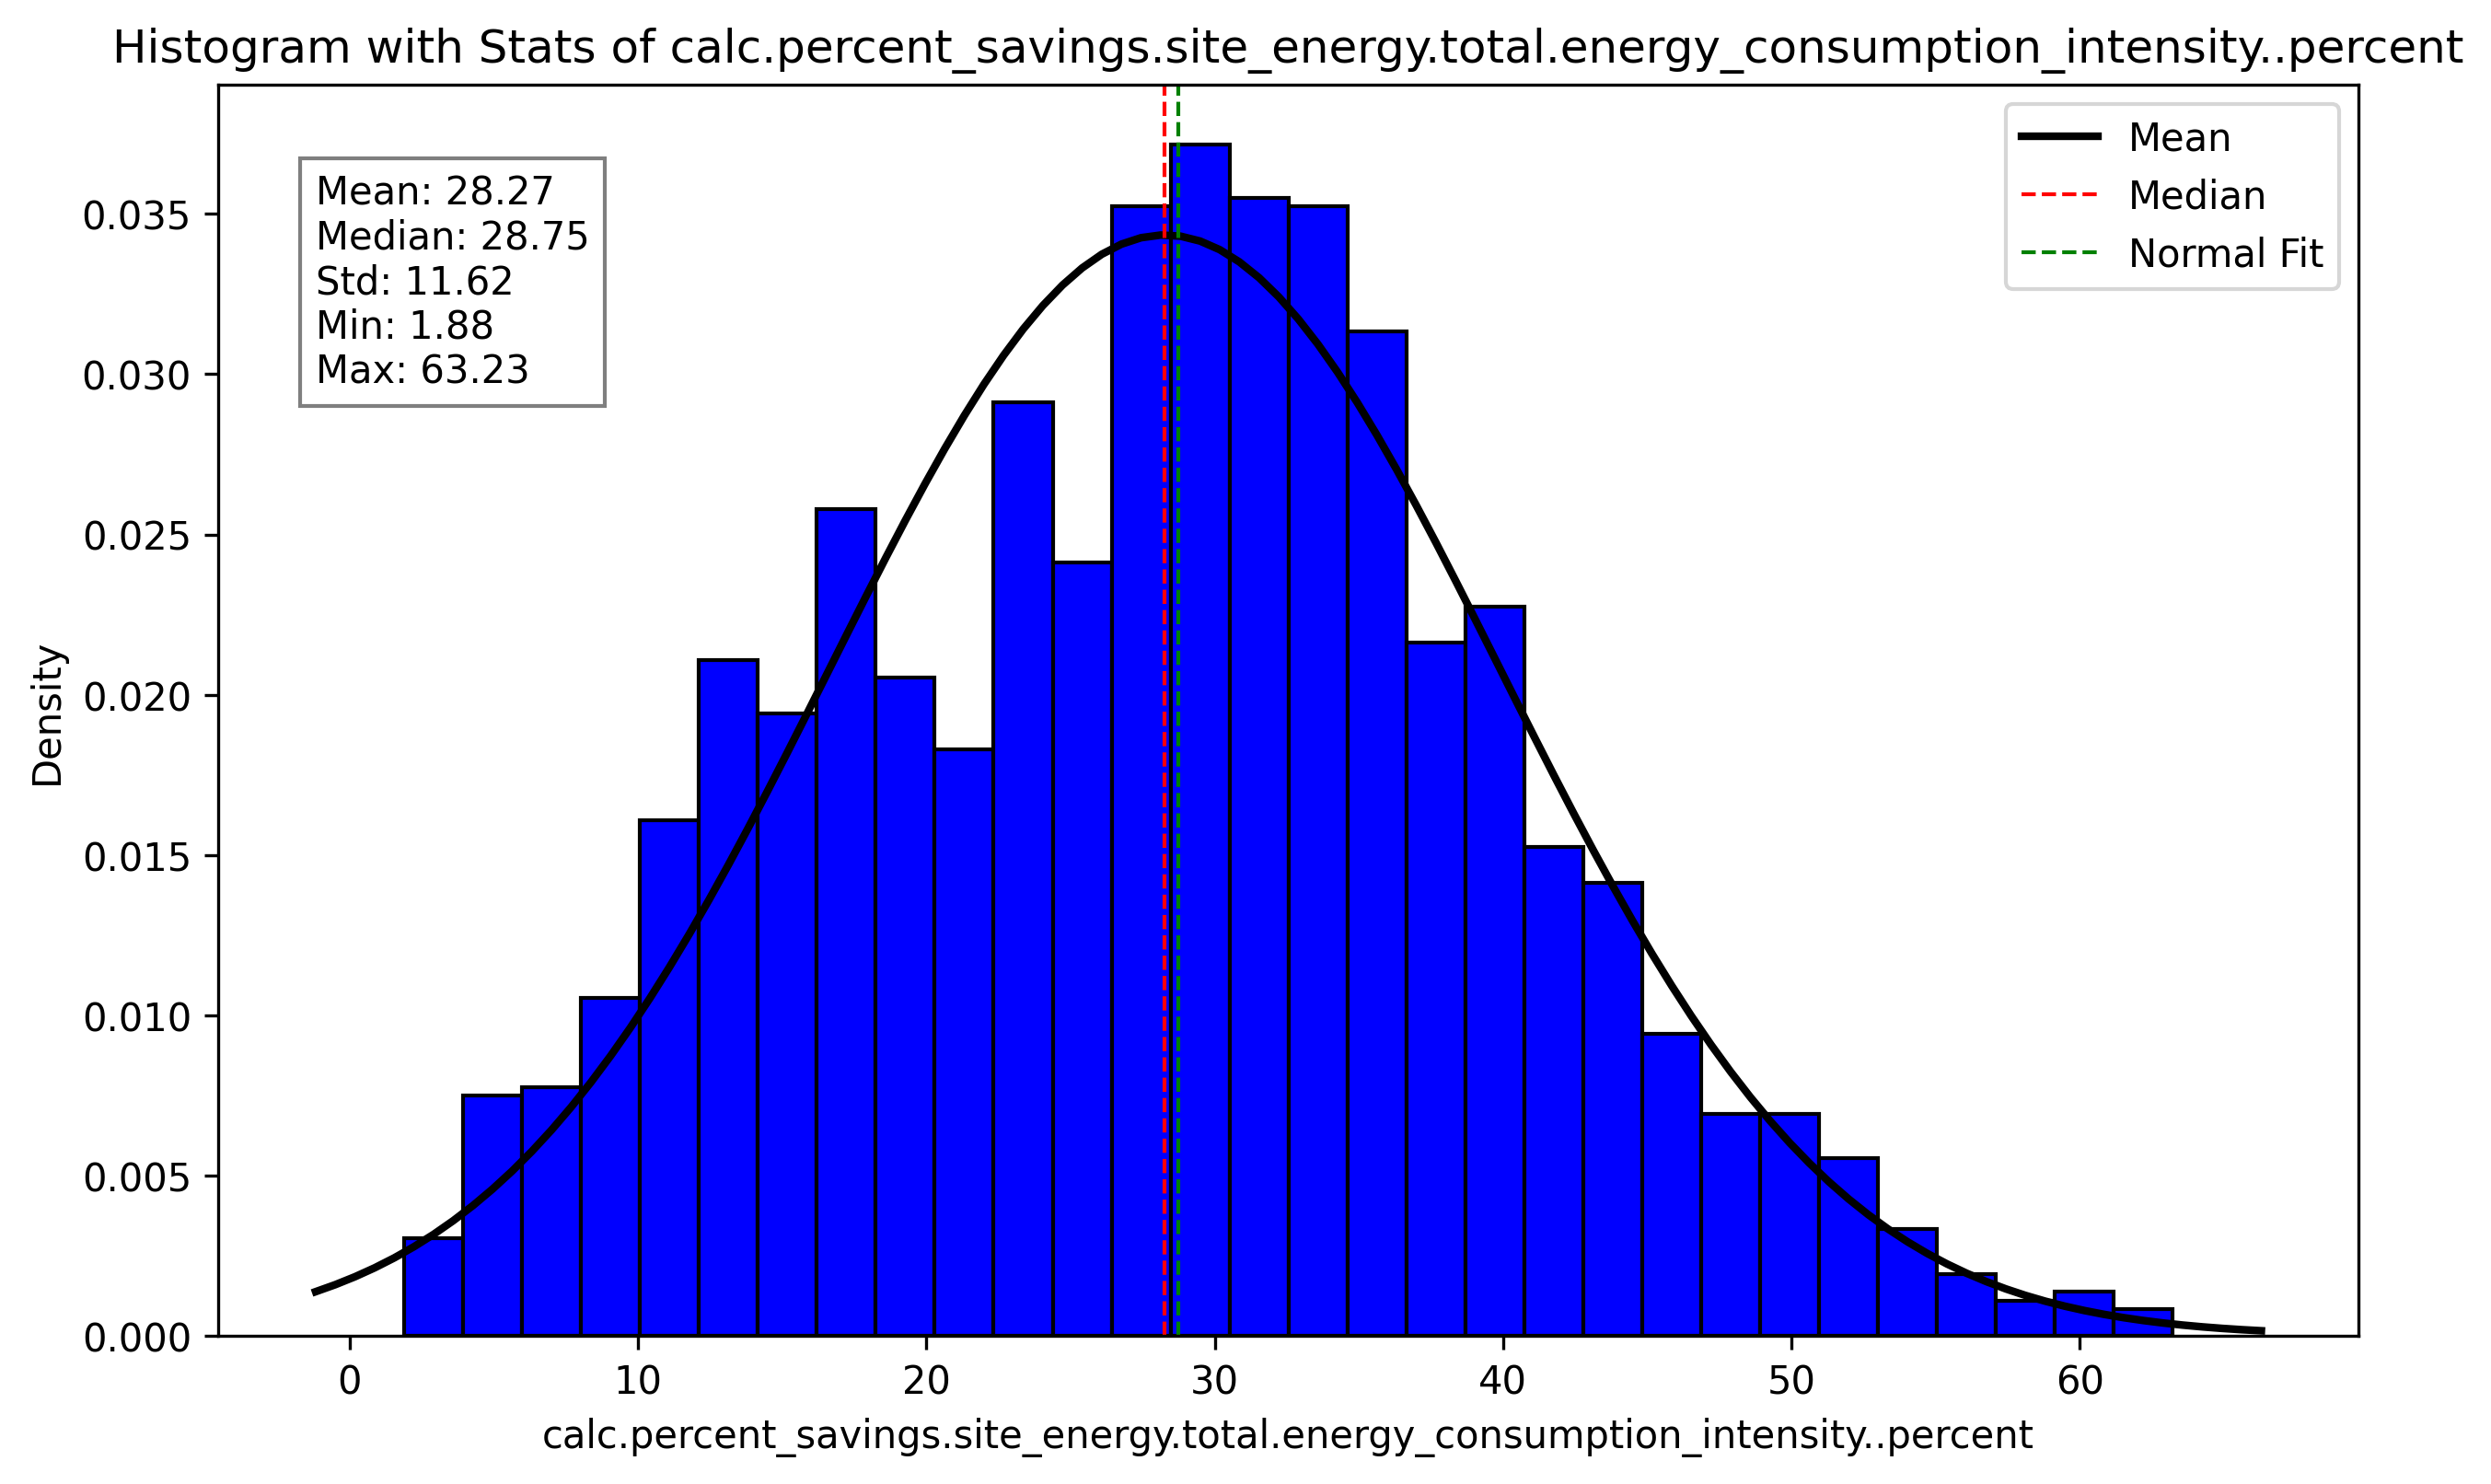 Histogram with Stats of calc.percent_savings.site_energy.total.energy_consumption_intensity..percent
Mean: 28.27
Median: 28.75
Std: 11.62
Min: 1.88
Max: 63.23
Mean
Median
Normal Fit
Density
0.035
0.030
0.025
0.020
0.015
0.010
0.005
0.000
0 10 20 30 40 50 60
calc.percent_savings.site_energy.total.energy_consumption_intensity..percent